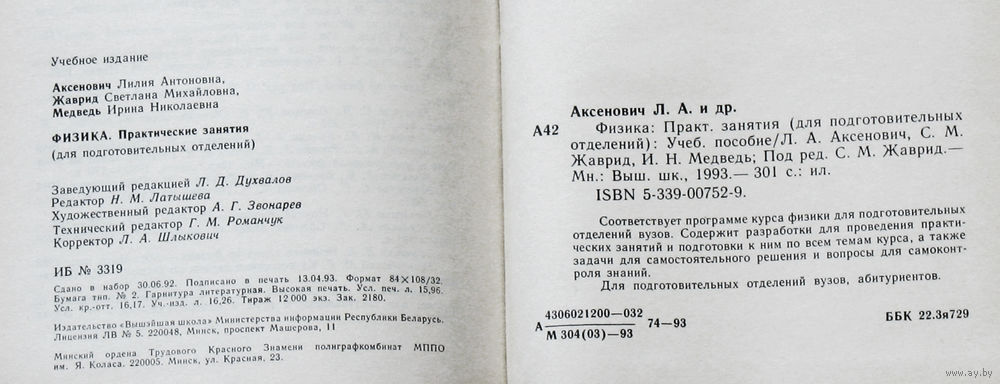 Учебное издание
Аксенович Лилия Антоновна,
Жаврид Светлана Михайловна,
Медведь Ирина Николаевна
ФИЗИКА. Практические занятия
(для подготовительных отделений)
Заведующий редакцией Л. Д. Духвалов
Редактор Н. М. Латышева
Художественный редактор А. Г. Звонарев
Технический редактор Г. М. Романчук
Корректор Л. А. Шлыкович
ИБ № 3319
Сдано в набор 30.06.92. Подписано в печать 13.04.93. Формат 84×108/32.
Бумага тип. № 2. Гарнитура литературная. Высокая печать. Усл. печ. л. 15,96.
Усл. кр.-отт. 16,17. Уч.-изд. л. 16,26. Тираж 12 000 экз. Зак. 2180.
Издательство «Вышэйшая школа» Министерства информации Республики Беларусь.
Лицензия ЛВ № 5. 220048, Минск, проспект Машерова, 11
Минский ордена Трудового Красного Знамени полиграфкомбинат МППО
им. Я. Коласа. 220005. Минск, ул. Красная, 23.
Аксенович Л. А. и др.
А42 Физика: Практ. занятия (для подготовительных
отделений): Учеб. пособие/Л. А. Аксенович, С. М.
Жаврид, И. Н. Медведь; Под ред. С. М. Жаврид.—
Мн.: Выш. шк., 1993.— 301 с.: ил.
ISBN 5-339-00752-9.
Соответствует программе курса физики для подготовительных
отделений вузов. Содержит разработки для проведения практи-
ческих занятий и подготовки к ним по всем темам курса, а также
задачи для самостоятельного решения и вопросы для самоконт-
роля знаний.
Для подготовительных отделений вузов, абитуриентов.
4306021200—032
А 74—93
М 304(03)—93
ББК 22.3я729
www.ay.by